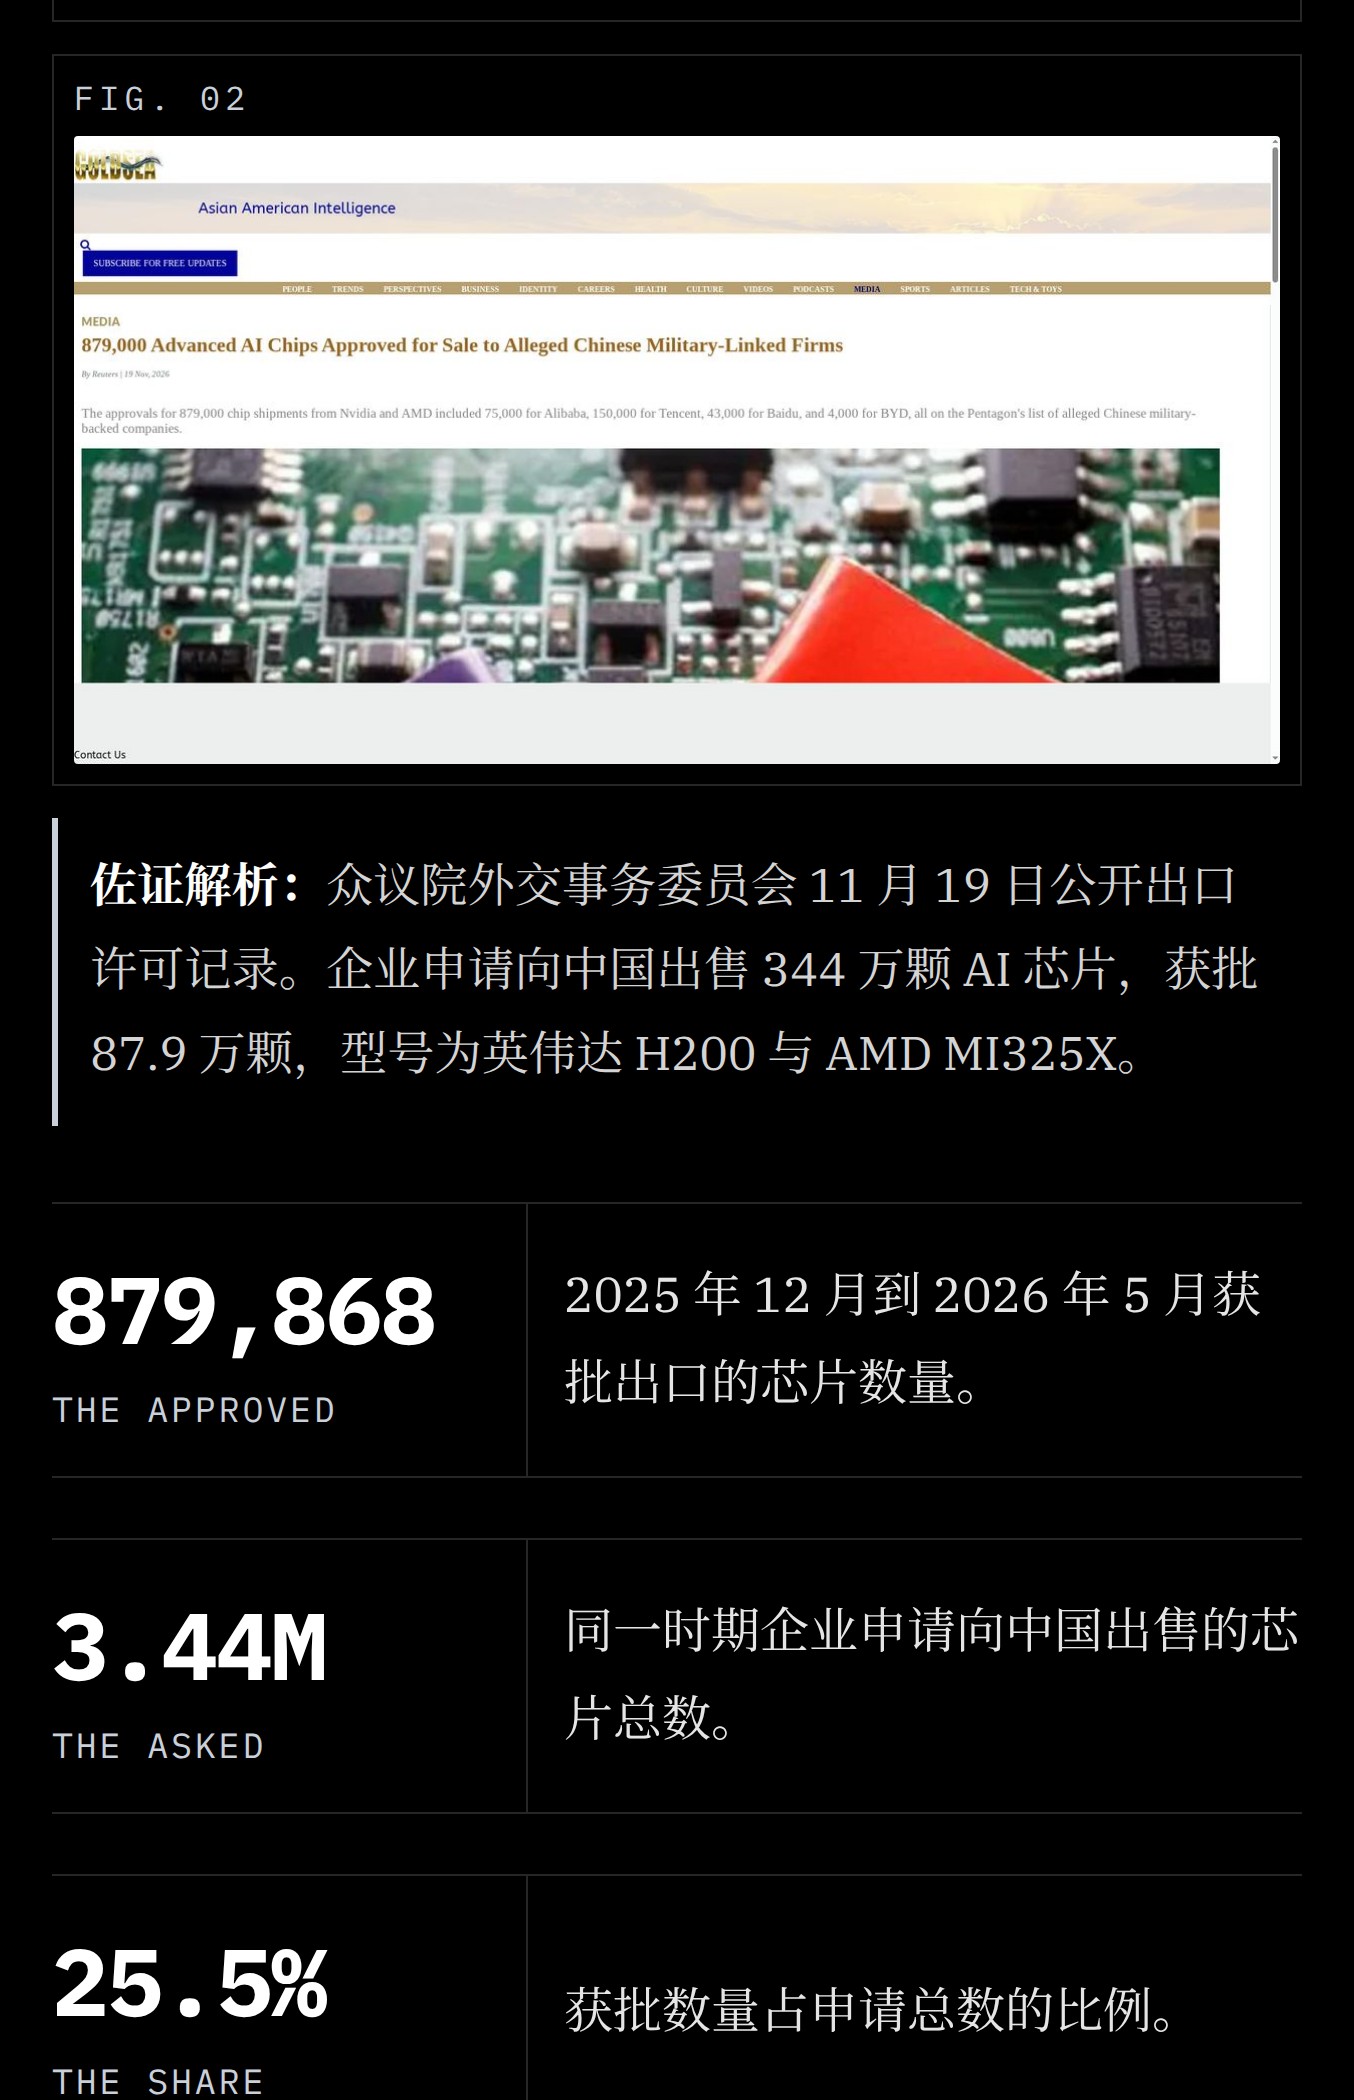 FIG. 02
GOLDSEA
Asian American Intelligence
SUBSCRIBE FOR FREE UPDATES
PEOPLE TRENDS PERSPECTIVES BUSINESS IDENTITY CAREERS HEALTH CULTURE VIDEOS PODCASTS MEDIA SPORTS ARTICLES TECH & TOYS
MEDIA
879,000 Advanced AI Chips Approved for Sale to Alleged Chinese Military-Linked Firms
By Reuters | 19 Nov, 2026
The approvals for 879,000 chip shipments from Nvidia and AMD included 75,000 for Alibaba, 150,000 for Tencent, 43,000 for Baidu, and 4,000 for BYD, all on the Pentagon's list of alleged Chinese military-
backed companies.
Contact Us
佐证解析：众议院外交事务委员会 11 月 19 日公开出口
许可记录。企业申请向中国出售 344 万颗 AI 芯片，获批
87.9 万颗，型号为英伟达 H200 与 AMD MI325X。
879,868
THE APPROVED
2025 年 12 月到 2026 年 5 月获
批出口的芯片数量。
3.44M
THE ASKED
同一时期企业申请向中国出售的芯
片总数。
25.5%
THE SHARE
获批数量占申请总数的比例。